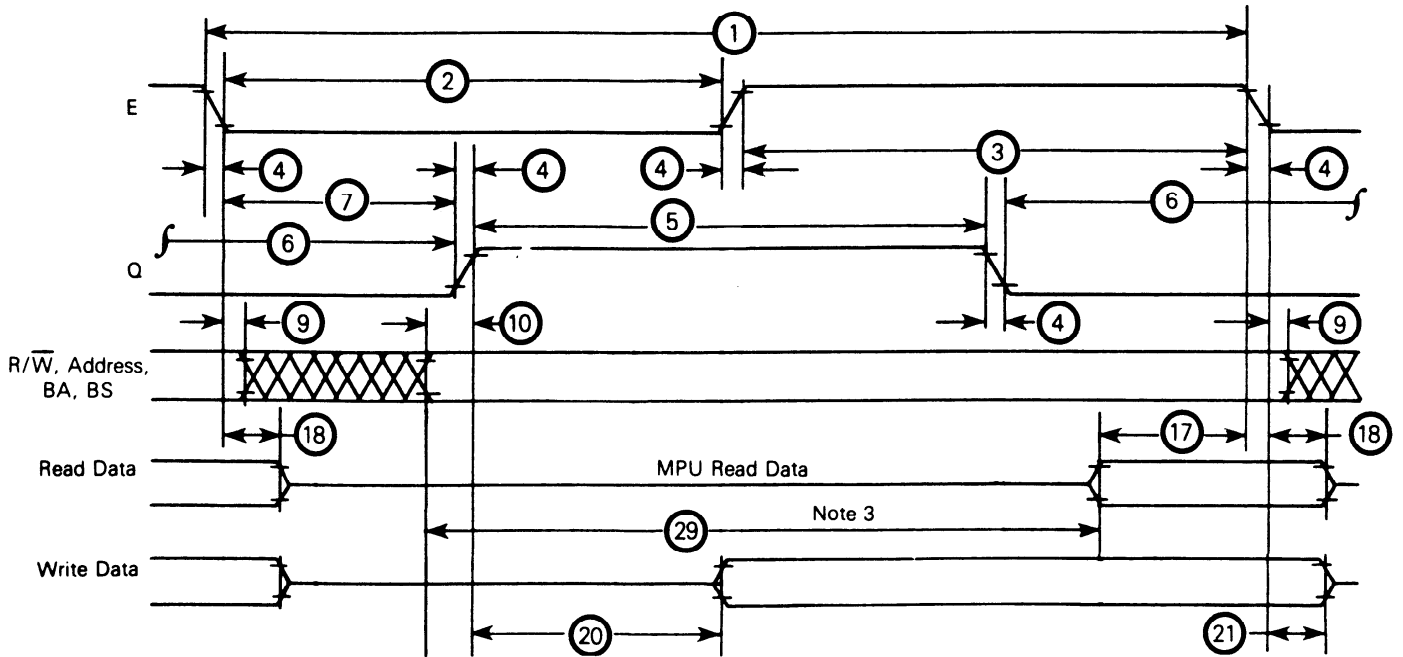 1
2
E
3
4
4
4
4
7
6
5
6
Q
9
10
4
9
R/W̅, Address,
BA, BS
18
17
18
Read Data
MPU Read Data
Note 3
29
Write Data
20
21